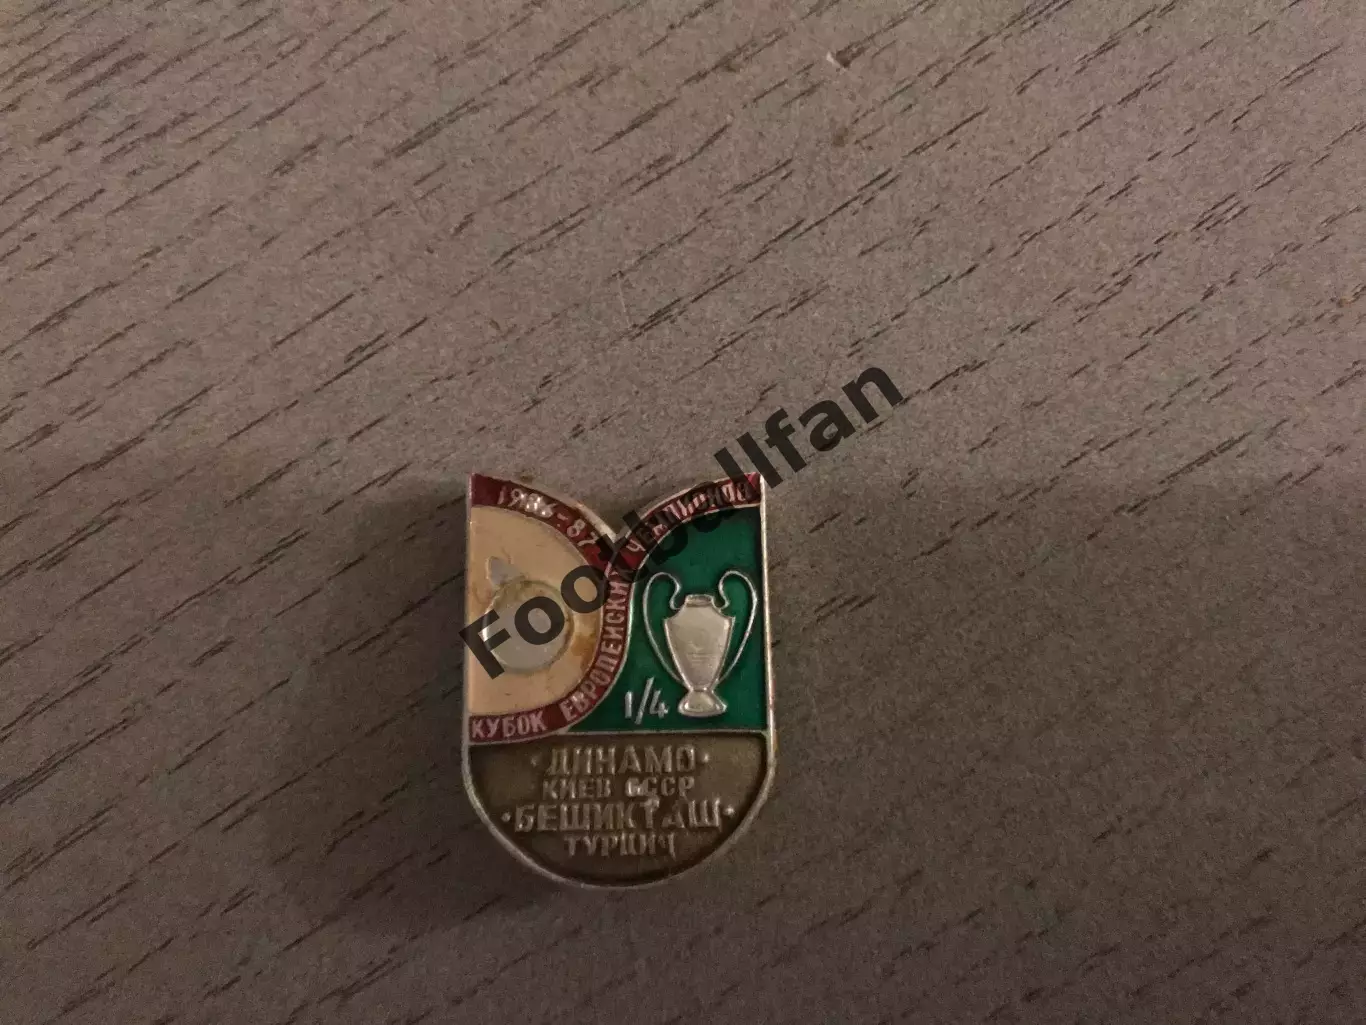 1986-87
КУБОК ЕВРОПЕЙСКИХ ЧЕМПИОНОВ
1/4
·ДИНАМО·
КИЕВ СССР
·БЕШИКТАШ·
ТУРЦИЯ
Footballfan